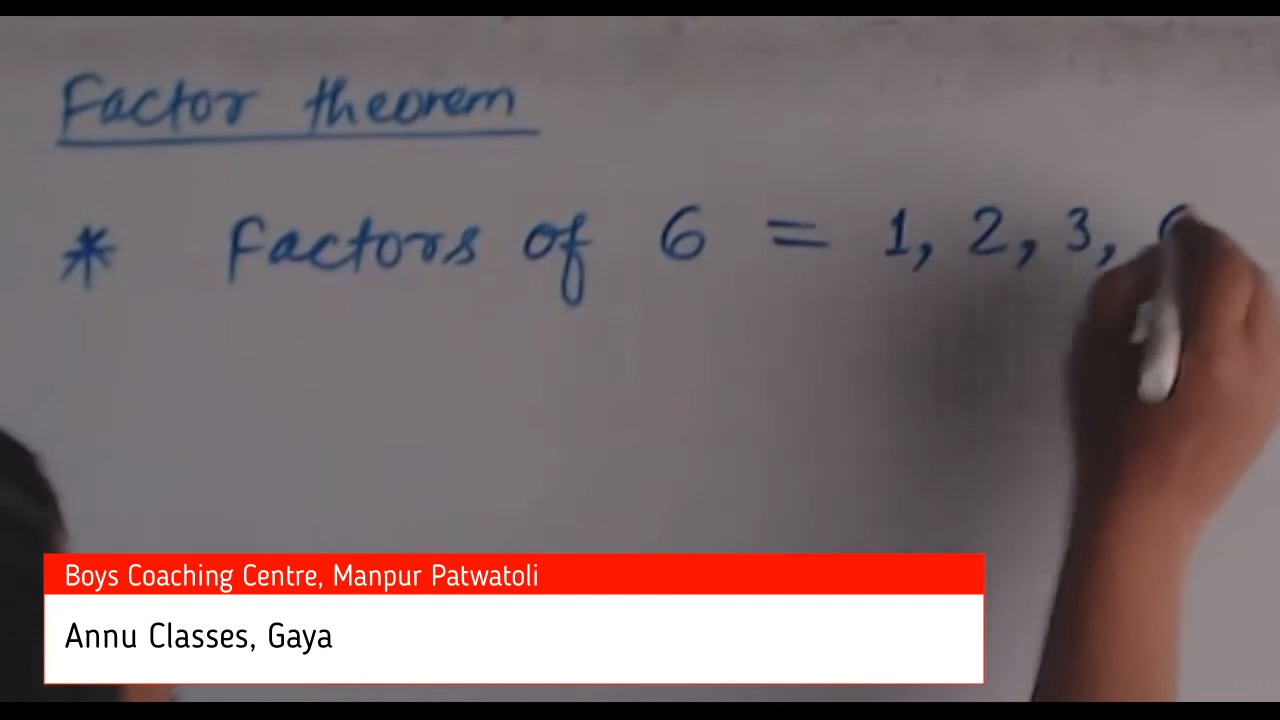 Factor theorem
* Factors of 6 = 1, 2, 3,
Boys Coaching Centre, Manpur Patwatoli
Annu Classes, Gaya